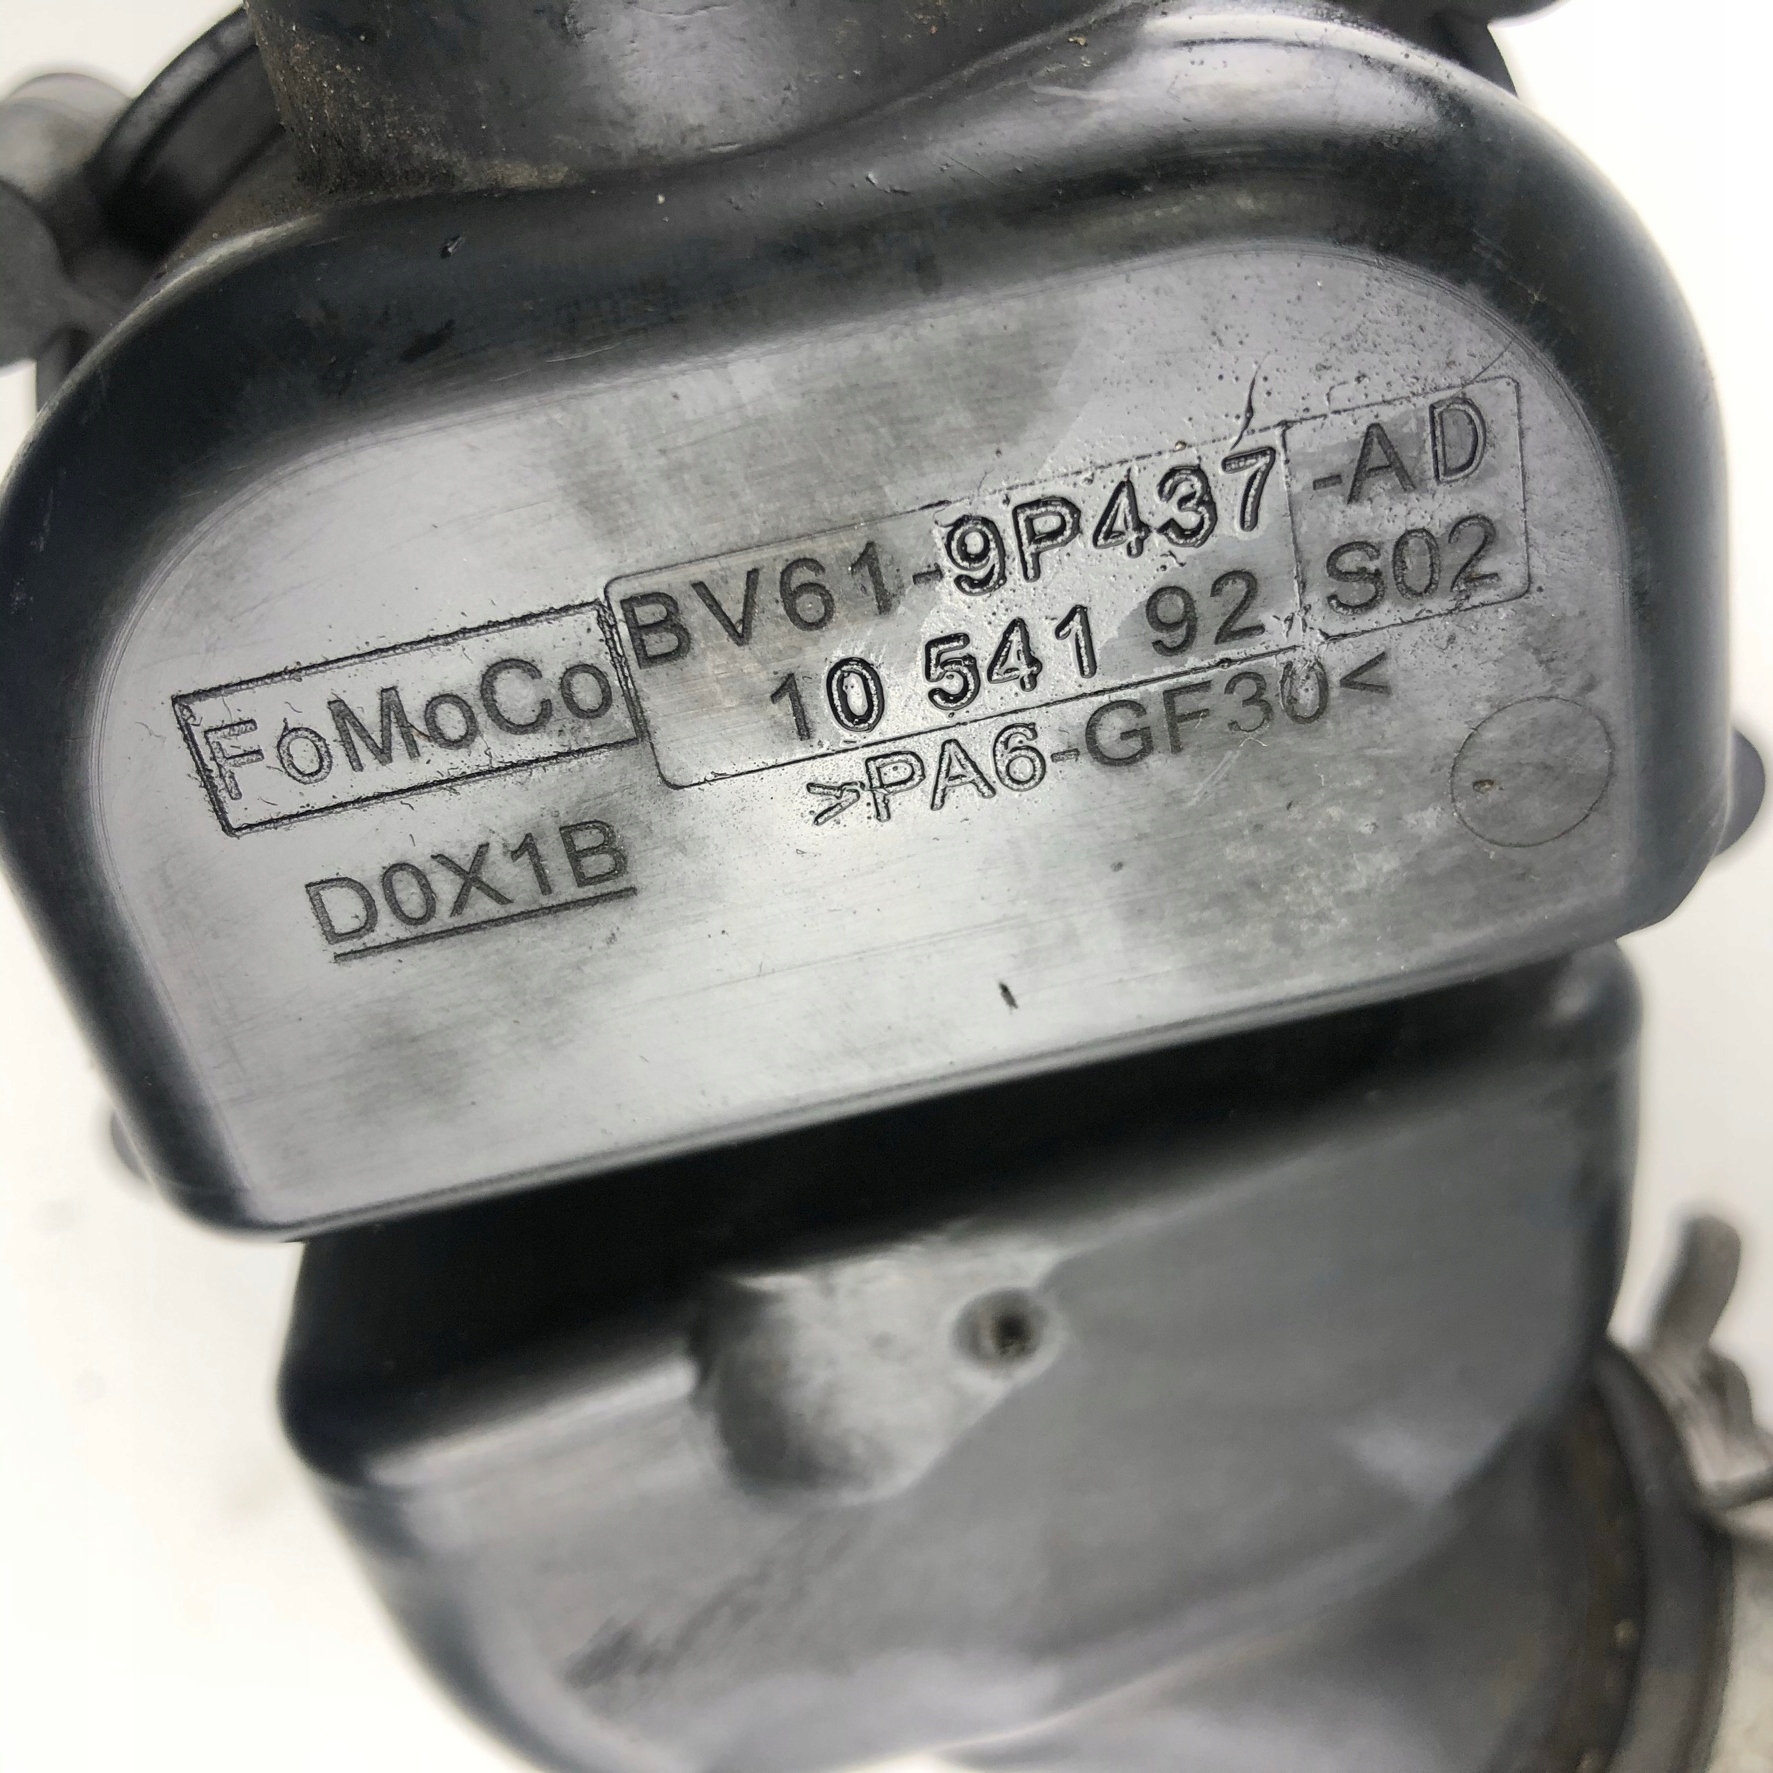 FoMoCo BV61-9P437 -AD
10 541 92 S02
>PA6-GF30<
D0X1B